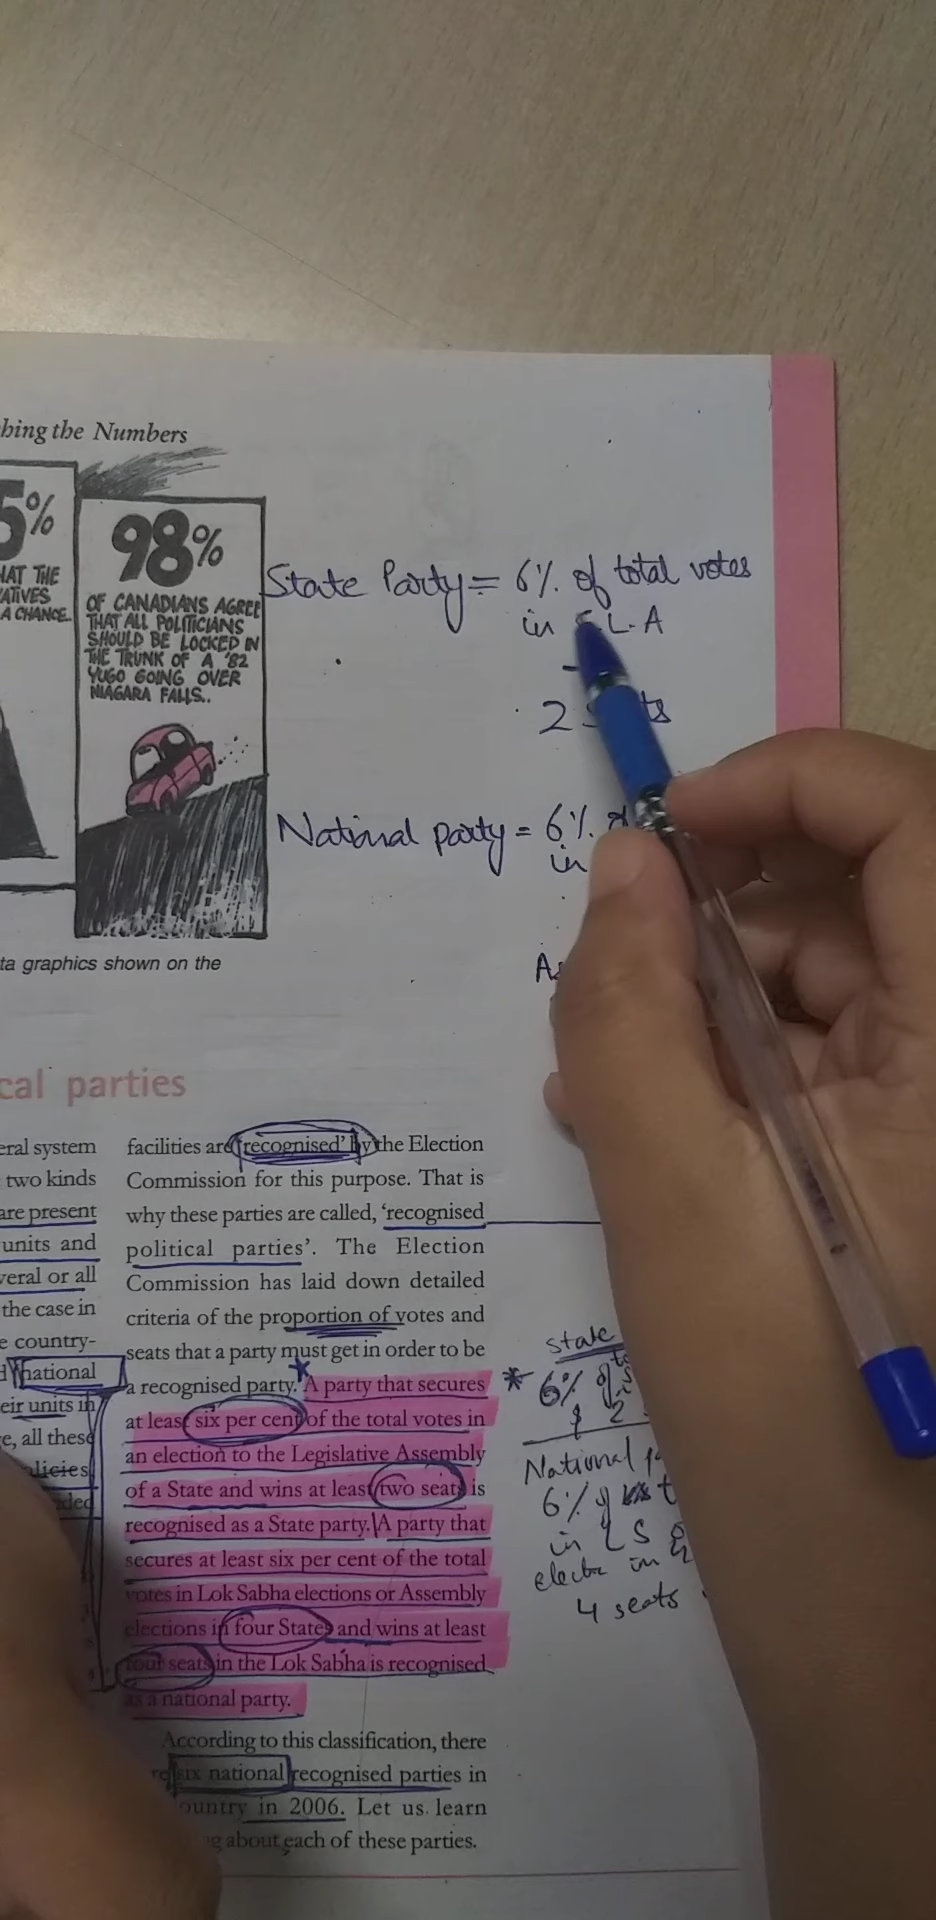 hing the Numbers
5%
HAT THE
ATIVES
A CHANCE.
98%
OF CANADIANS AGREE
THAT ALL POLITICIANS
SHOULD BE LOCKED IN
THE TRUNK OF A '82
YUGO GOING OVER
NIAGARA FALLS..
State Party = 6% of total votes
in L.A
2
National party = 6%
in
ta graphics shown on the
cal parties
eral system
two kinds
are present
units and
veral or all
the case in
e country-
national
eir units in
e, all these
olicies
facilities are 'recognised' by the Election
Commission for this purpose. That is
why these parties are called, 'recognised
political parties'. The Election
Commission has laid down detailed
criteria of the proportion of votes and
seats that a party must get in order to be
a recognised party. A party that secures
at least six per cent of the total votes in
an election to the Legislative Assembly
of a State and wins at least two seats is
recognised as a State party. A party that
secures at least six per cent of the total
votes in Lok Sabha elections or Assembly
elections in four States and wins at least
four seats in the Lok Sabha is recognised
as a national party.
According to this classification, there
six national recognised parties in
ountry in 2006. Let us learn
about each of these parties.
State
* 6% of
2
National
6% of
in LS
in
4 seats